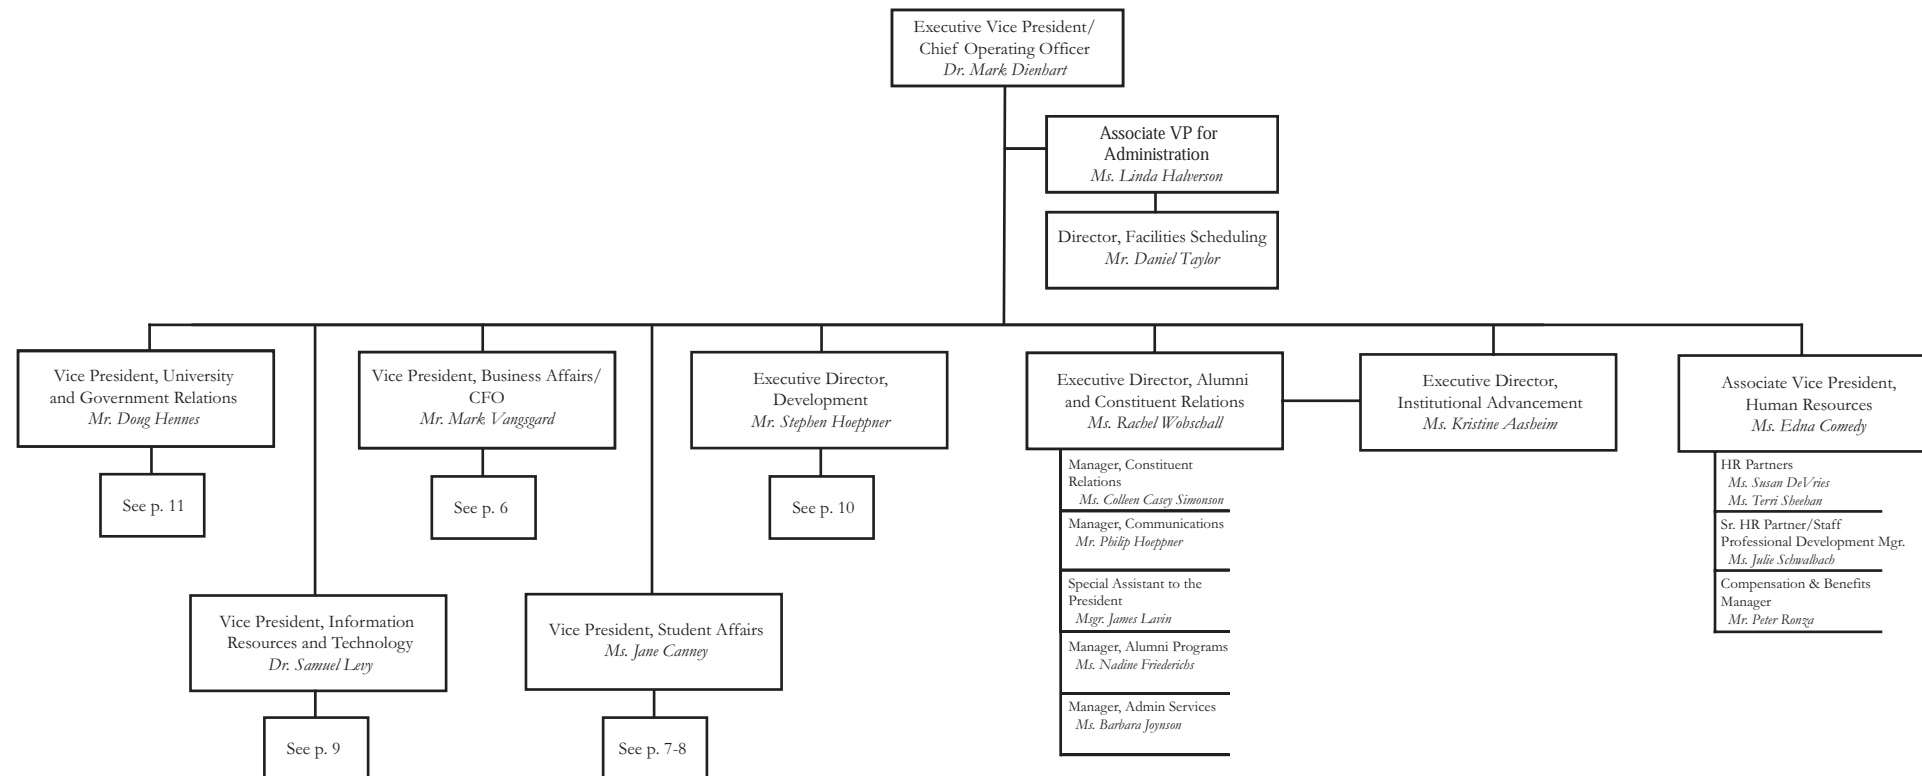 Executive Vice President/
Chief Operating Officer
Dr. Mark Dienhart
Associate VP for
Administration
Ms. Linda Halverson
Director, Facilities Scheduling
Mr. Daniel Taylor
Vice President, University
and Government Relations
Mr. Doug Hennes
See p. 11
Vice President, Information
Resources and Technology
Dr. Samuel Levy
See p. 9
Vice President, Business Affairs/
CFO
Mr. Mark Vangsgard
See p. 6
Vice President, Student Affairs
Ms. Jane Canney
See p. 7-8
Executive Director,
Development
Mr. Stephen Hoeppner
See p. 10
Executive Director, Alumni
and Constituent Relations
Ms. Rachel Wobschall
Manager, Constituent
Relations
Ms. Colleen Casey Simonson
Manager, Communications
Mr. Philip Hoeppner
Special Assistant to the
President
Msgr. James Lavin
Manager, Alumni Programs
Ms. Nadine Friederichs
Manager, Admin Services
Ms. Barbara Joynson
Executive Director,
Institutional Advancement
Ms. Kristine Aasheim
Associate Vice President,
Human Resources
Ms. Edna Comedy
HR Partners
Ms. Susan DeVries
Ms. Terri Sheehan
Sr. HR Partner/Staff
Professional Development Mgr.
Ms. Julie Schwalbach
Compensation & Benefits
Manager
Mr. Peter Ronza